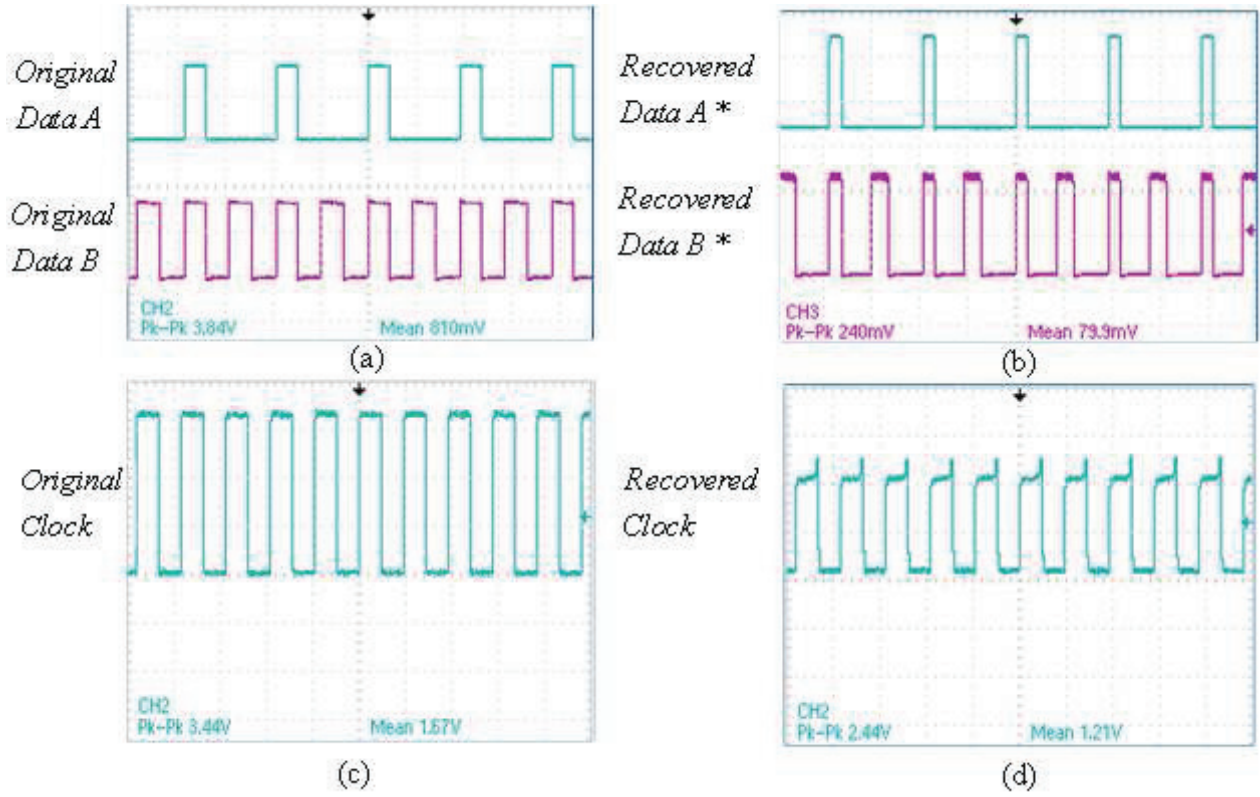 Original
Data A
Original
Data B
CH2
Pk-Pk 3.84V Mean 810mV
(a)
Recovered
Data A *
Recovered
Data B *
CH3
Pk-Pk 240mV Mean 79.9mV
(b)
Original
Clock
CH2
Pk-Pk 3.44V Mean 1.67V
(c)
Recovered
Clock
CH2
Pk-Pk 2.44V Mean 1.21V
(d)